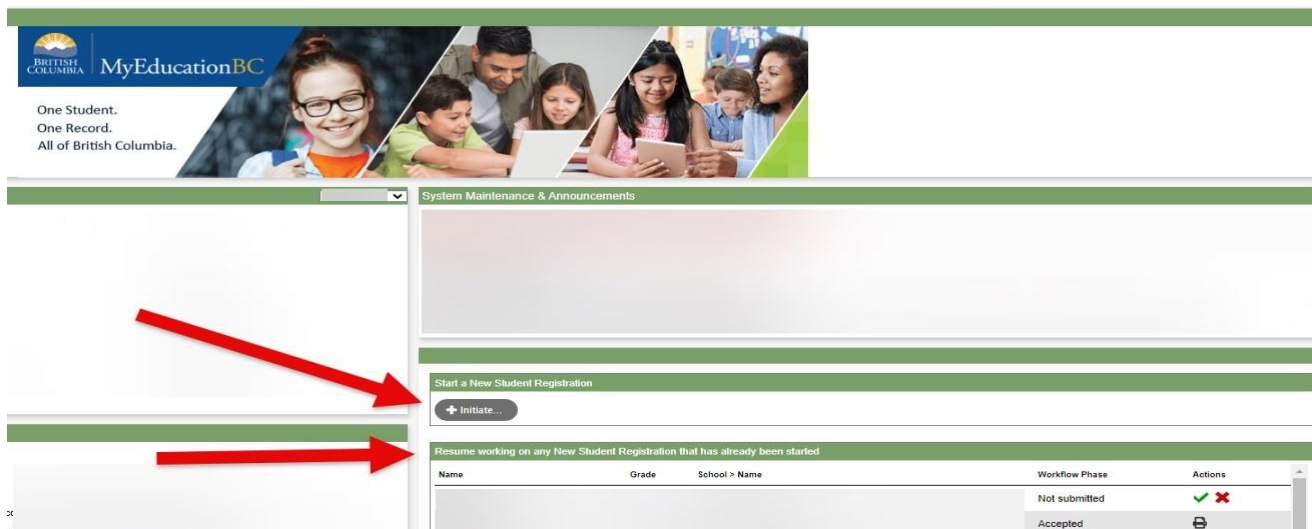 BRITISH
COLUMBIA
MyEducationBC
One Student.
One Record.
All of British Columbia.
System Maintenance & Announcements
Start a New Student Registration
+ Initiate...
Resume working on any New Student Registration that has already been started
Name Grade School > Name Workflow Phase Actions
Not submitted
Accepted